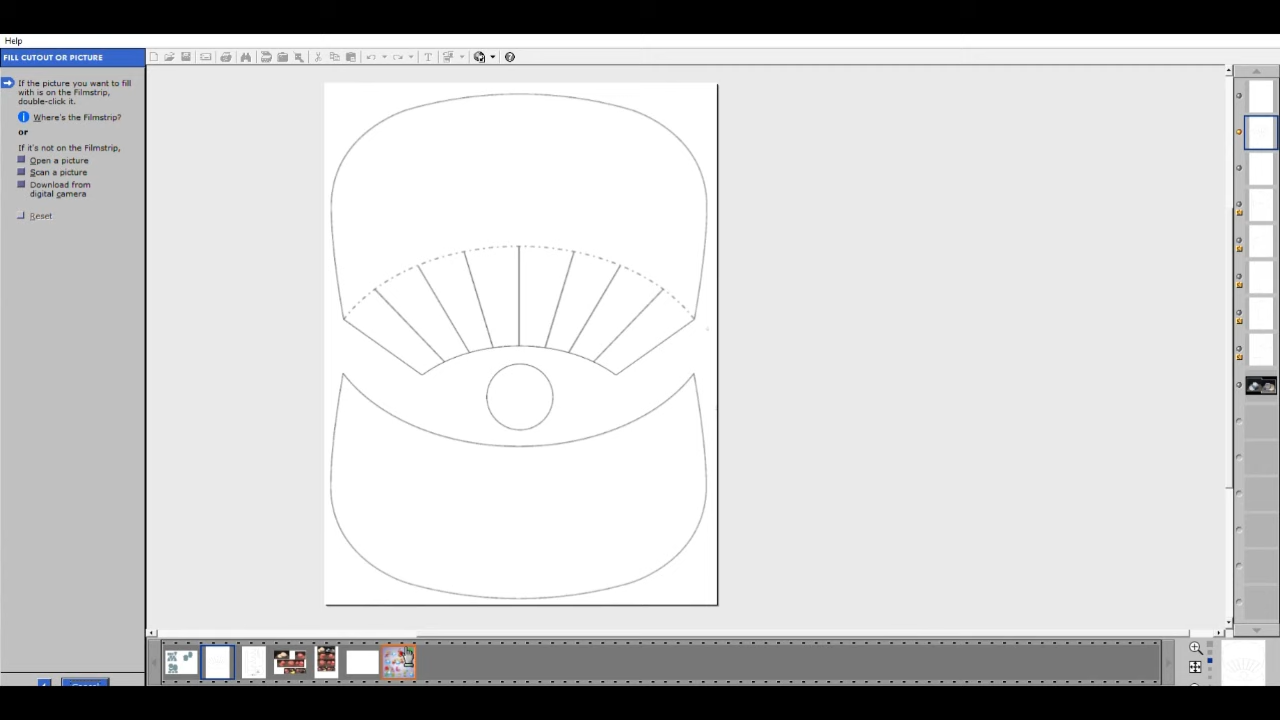 Help
FILL CUTOUT OR PICTURE
If the picture you want to fill
with is on the Filmstrip,
double-click it.
Where's the Filmstrip?
or
If it's not on the Filmstrip,
Open a picture
Scan a picture
Download from
digital camera
Reset
Cancel